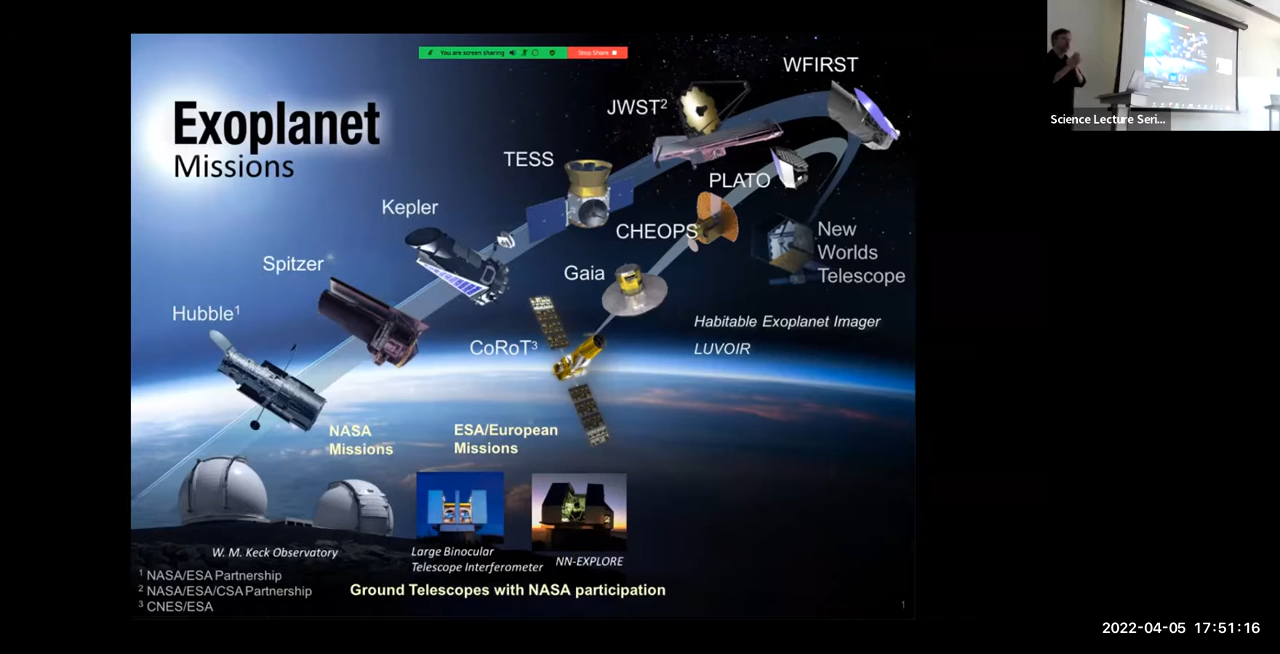 You are screen sharing
Stop Share
Science Lecture Seri...
Exoplanet
Missions
WFIRST
JWST²
TESS
PLATO
Kepler
CHEOPS
New
Worlds
Telescope
Spitzer
Gaia
Hubble¹
Habitable Exoplanet Imager
CoRoT³
LUVOIR
NASA
Missions
ESA/European
Missions
W. M. Keck Observatory
Large Binocular
Telescope Interferometer
NN-EXPLORE
¹ NASA/ESA Partnership
² NASA/ESA/CSA Partnership
³ CNES/ESA
Ground Telescopes with NASA participation
1
2022-04-05 17:51:16